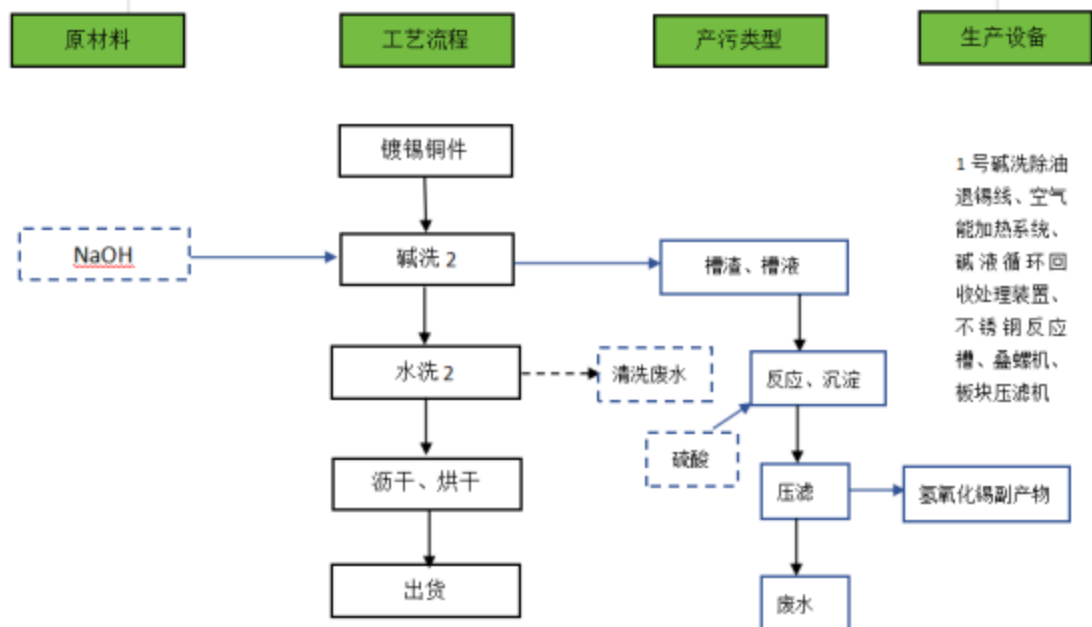 原材料
工艺流程
产污类型
生产设备
镀锡铜件
1号碱洗除油
退锡线、空气
能加热系统、
碱液循环回
收处理装置、
不锈钢反应
槽、叠螺机、
板块压滤机
NaOH
碱洗2
槽渣、槽液
水洗2
清洗废水
反应、沉淀
硫酸
沥干、烘干
压滤
氢氧化锡副产物
出货
废水